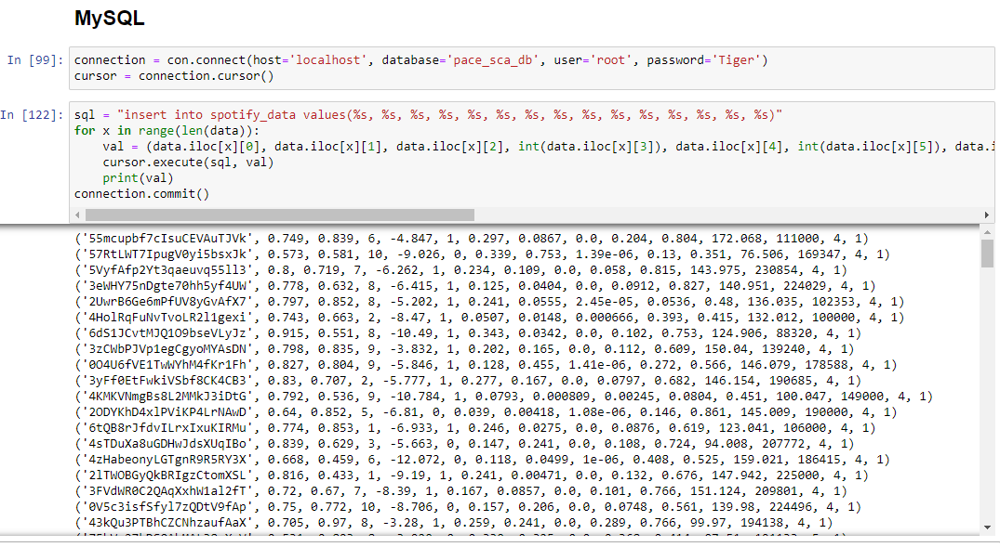 MySQL
In [99]: connection = con.connect(host='localhost', database='pace_sca_db', user='root', password='Tiger')
cursor = connection.cursor()
In [122]: sql = "insert into spotify_data values(%s, %s, %s, %s, %s, %s, %s, %s, %s, %s, %s, %s, %s, %s, %s)"
for x in range(len(data)):
val = (data.iloc[x][0], data.iloc[x][1], data.iloc[x][2], int(data.iloc[x][3]), data.iloc[x][4], int(data.iloc[x][5]), data.i
cursor.execute(sql, val)
print(val)
connection.commit()
('55mcupbf7cIsuCEVAuTJVk', 0.749, 0.839, 6, -4.847, 1, 0.297, 0.0867, 0.0, 0.204, 0.804, 172.068, 111000, 4, 1)
('57RtLWT7IpugV0yi5bsxJk', 0.573, 0.581, 10, -9.026, 0, 0.339, 0.753, 1.39e-06, 0.13, 0.351, 76.506, 169347, 4, 1)
('5VyfAfp2Yt3qaeuvq55ll3', 0.8, 0.719, 7, -6.262, 1, 0.234, 0.109, 0.0, 0.058, 0.815, 143.975, 230854, 4, 1)
('3eWHY75nDgte70hh5yf4UW', 0.778, 0.632, 8, -6.415, 1, 0.125, 0.0404, 0.0, 0.0912, 0.827, 140.951, 224029, 4, 1)
('2UwrB6Ge6mPfUV8yGvAfX7', 0.797, 0.852, 8, -5.202, 1, 0.241, 0.0555, 2.45e-05, 0.0536, 0.48, 136.035, 102353, 4, 1)
('4HolRqFuNvTvoLR2l1gexi', 0.743, 0.663, 2, -8.47, 1, 0.0507, 0.0148, 0.000666, 0.393, 0.415, 132.012, 100000, 4, 1)
('6dS1JCvtMJQ1O9bseVLyJz', 0.915, 0.551, 8, -10.49, 1, 0.343, 0.0342, 0.0, 0.102, 0.753, 124.906, 88320, 4, 1)
('3zCWbPJVp1egCgyoMYAsDN', 0.798, 0.835, 9, -3.832, 1, 0.202, 0.165, 0.0, 0.112, 0.609, 150.04, 139240, 4, 1)
('0O4U6fVE1TwWYhM4fKr1Fh', 0.827, 0.804, 9, -5.846, 1, 0.128, 0.455, 1.41e-06, 0.272, 0.566, 146.079, 178588, 4, 1)
('3yFf0EtFwkiVSbf8CK4CB3', 0.83, 0.707, 2, -5.777, 1, 0.277, 0.167, 0.0, 0.0797, 0.682, 146.154, 190685, 4, 1)
('4KMKVNmgBs8L2MMkJ3iDtG', 0.792, 0.536, 9, -10.784, 1, 0.0793, 0.000809, 0.00245, 0.0804, 0.451, 100.047, 149000, 4, 1)
('2ODYKhD4xlPViKP4LrNAwD', 0.64, 0.852, 5, -6.81, 0, 0.039, 0.00418, 1.08e-06, 0.146, 0.861, 145.009, 190000, 4, 1)
('6tQB8rJfdvILrxIxuKIRMu', 0.774, 0.853, 1, -6.933, 1, 0.246, 0.0275, 0.0, 0.0876, 0.619, 123.041, 106000, 4, 1)
('4sTDuXa8uGDHwJdsXUqIBo', 0.839, 0.629, 3, -5.663, 0, 0.147, 0.241, 0.0, 0.108, 0.724, 94.008, 207772, 4, 1)
('4zHabeonyLGTgnR9R5RY3X', 0.668, 0.459, 6, -12.072, 0, 0.118, 0.0499, 1e-06, 0.408, 0.525, 159.021, 186415, 4, 1)
('2lTWOBGyQkBRIgzCtomXSL', 0.816, 0.433, 1, -9.19, 1, 0.241, 0.00471, 0.0, 0.132, 0.676, 147.942, 225000, 4, 1)
('3FVdWR0C2QAqXxhW1al2fT', 0.72, 0.67, 7, -8.39, 1, 0.167, 0.0857, 0.0, 0.101, 0.766, 151.124, 209801, 4, 1)
('0V5c3isfSfyl7zQDtV9fAp', 0.75, 0.772, 10, -8.706, 0, 0.157, 0.206, 0.0, 0.0748, 0.561, 139.98, 224496, 4, 1)
('43kQu3PTBhCZCNhzaufAaX', 0.705, 0.97, 8, -3.28, 1, 0.259, 0.241, 0.0, 0.289, 0.766, 99.97, 194138, 4, 1)